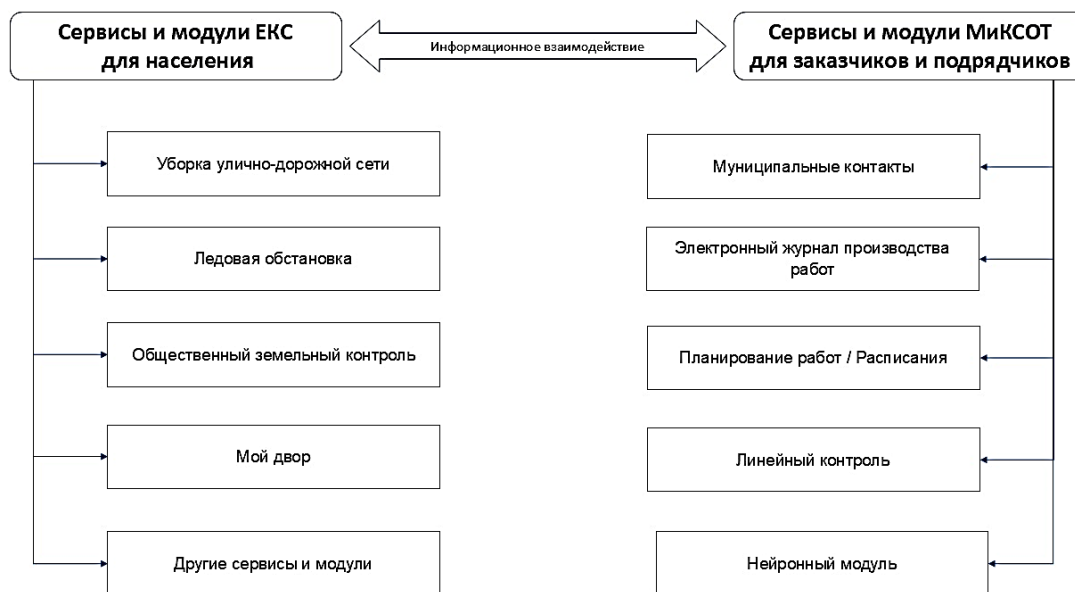 Сервисы и модули ЕКС
для населения
Информационное взаимодействие
Сервисы и модули МиКСОТ
для заказчиков и подрядчиков
Уборка улично-дорожной сети
Ледовая обстановка
Общественный земельный контроль
Мой двор
Другие сервисы и модули
Муниципальные контакты
Электронный журнал производства
работ
Планирование работ / Расписания
Линейный контроль
Нейронный модуль